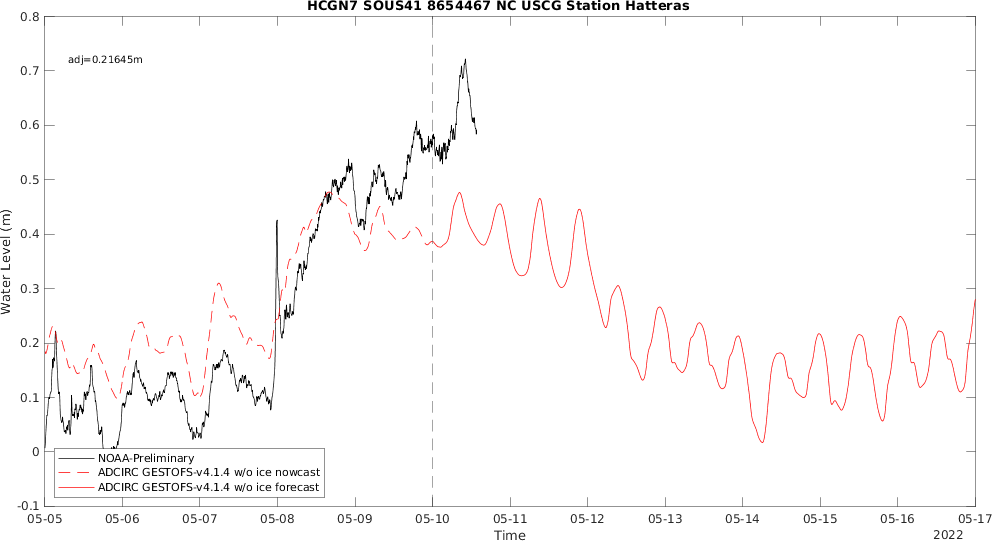 HCGN7 SOUS41 8654467 NC USCG Station Hatteras
adj=0.21645m
Water Level (m)
0.8
0.7
0.6
0.5
0.4
0.3
0.2
0.1
0
-0.1
NOAA-Preliminary
ADCIRC GESTOFS-v4.1.4 w/o ice nowcast
ADCIRC GESTOFS-v4.1.4 w/o ice forecast
05-05 05-06 05-07 05-08 05-09 05-10 05-11 05-12 05-13 05-14 05-15 05-16 05-17
Time
2022